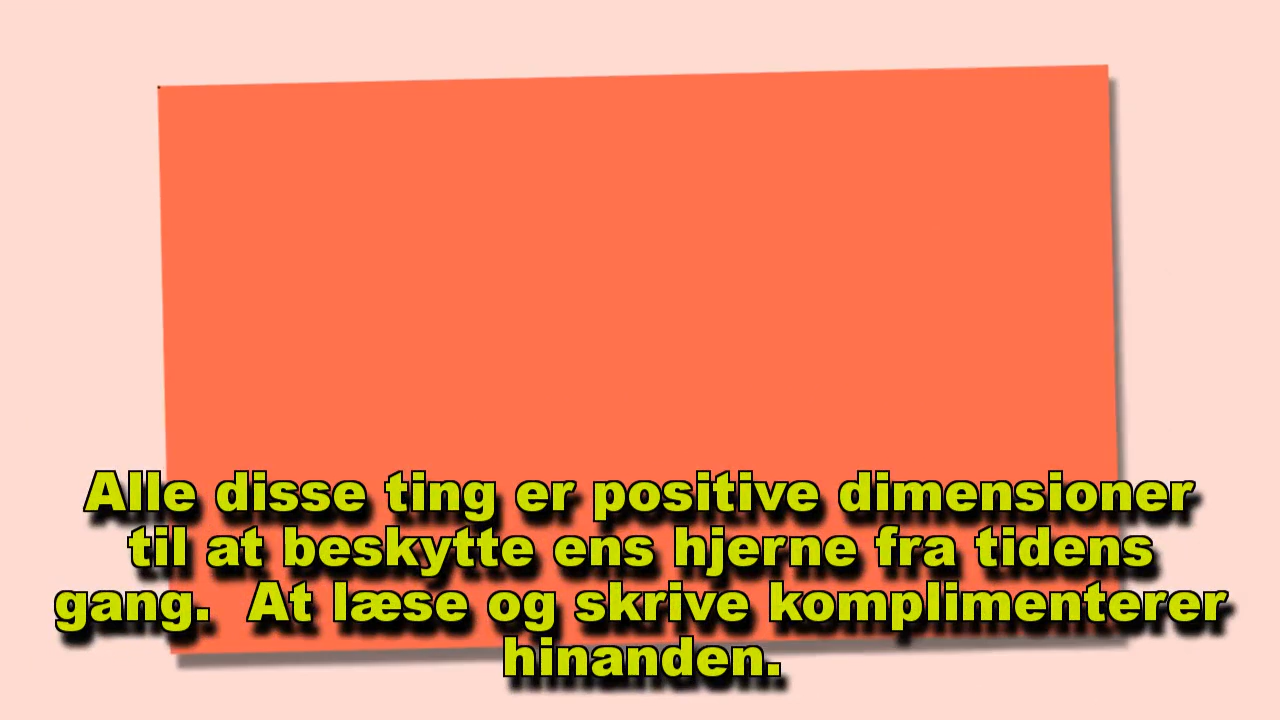 Alle disse ting er positive dimensioner
til at beskytte ens hjerne fra tidens
gang.  At læse og skrive komplimenterer
hinanden.